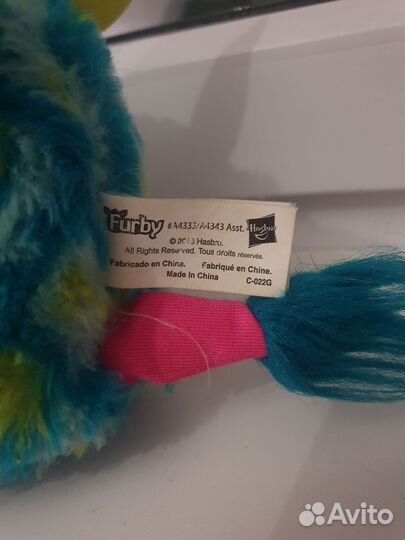 Furby #A4333/A4343 Asst. Hasbro
© 2013 Hasbro.
All Rights Reserved. Tous droits réservés.
Fabricado en China. Fabriqué en Chine.
Made in China C-022G
Avito